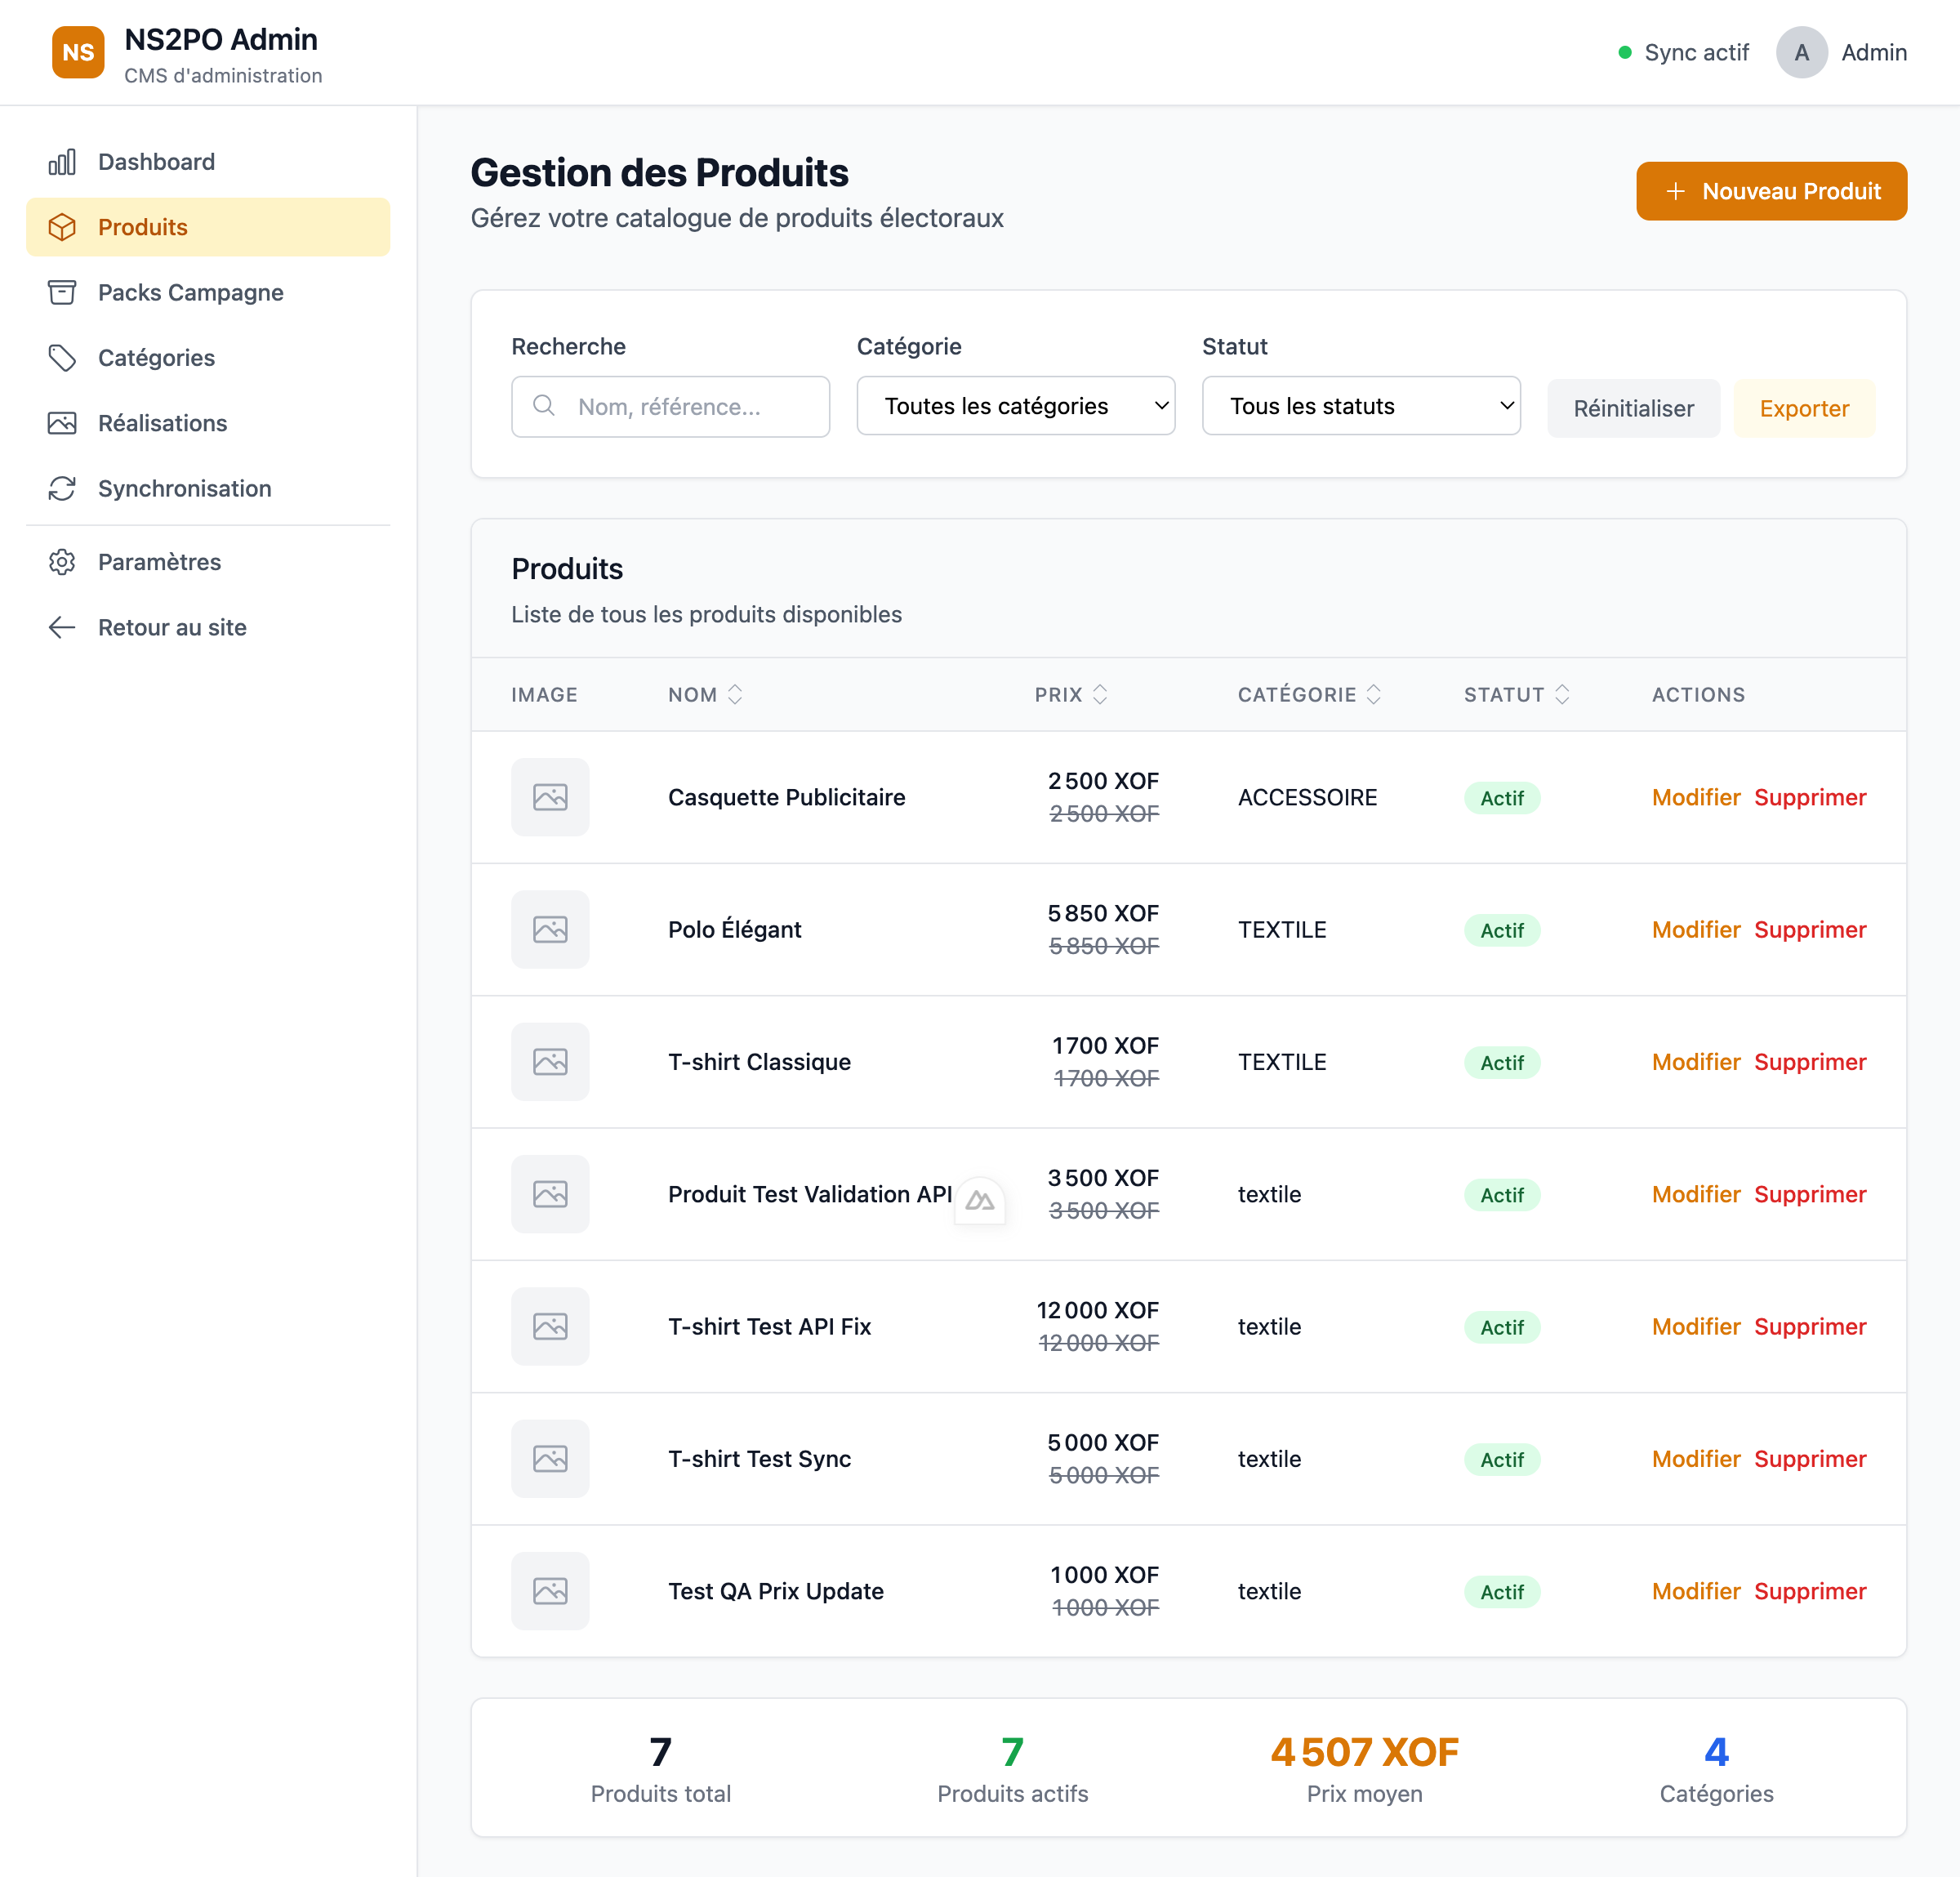 NS
NS2PO Admin
CMS d'administration
Sync actif
A
Admin
Dashboard
Produits
Packs Campagne
Catégories
Réalisations
Synchronisation
Paramètres
Retour au site
Gestion des Produits
Gérez votre catalogue de produits électoraux
+ Nouveau Produit
Recherche
Catégorie
Statut
Nom, référence...
Toutes les catégories
Tous les statuts
Réinitialiser
Exporter
Produits
Liste de tous les produits disponibles
IMAGE NOM PRIX CATÉGORIE STATUT ACTIONS
Casquette Publicitaire 2 500 XOF ACCESSOIRE Actif Modifier Supprimer
2 500 XOF
Polo Élégant 5 850 XOF TEXTILE Actif Modifier Supprimer
5 850 XOF
T-shirt Classique 1 700 XOF TEXTILE Actif Modifier Supprimer
1 700 XOF
Produit Test Validation API 3 500 XOF textile Actif Modifier Supprimer
3 500 XOF
T-shirt Test API Fix 12 000 XOF textile Actif Modifier Supprimer
12 000 XOF
T-shirt Test Sync 5 000 XOF textile Actif Modifier Supprimer
5 000 XOF
Test QA Prix Update 1 000 XOF textile Actif Modifier Supprimer
1 000 XOF
7 7 4 507 XOF 4
Produits total Produits actifs Prix moyen Catégories